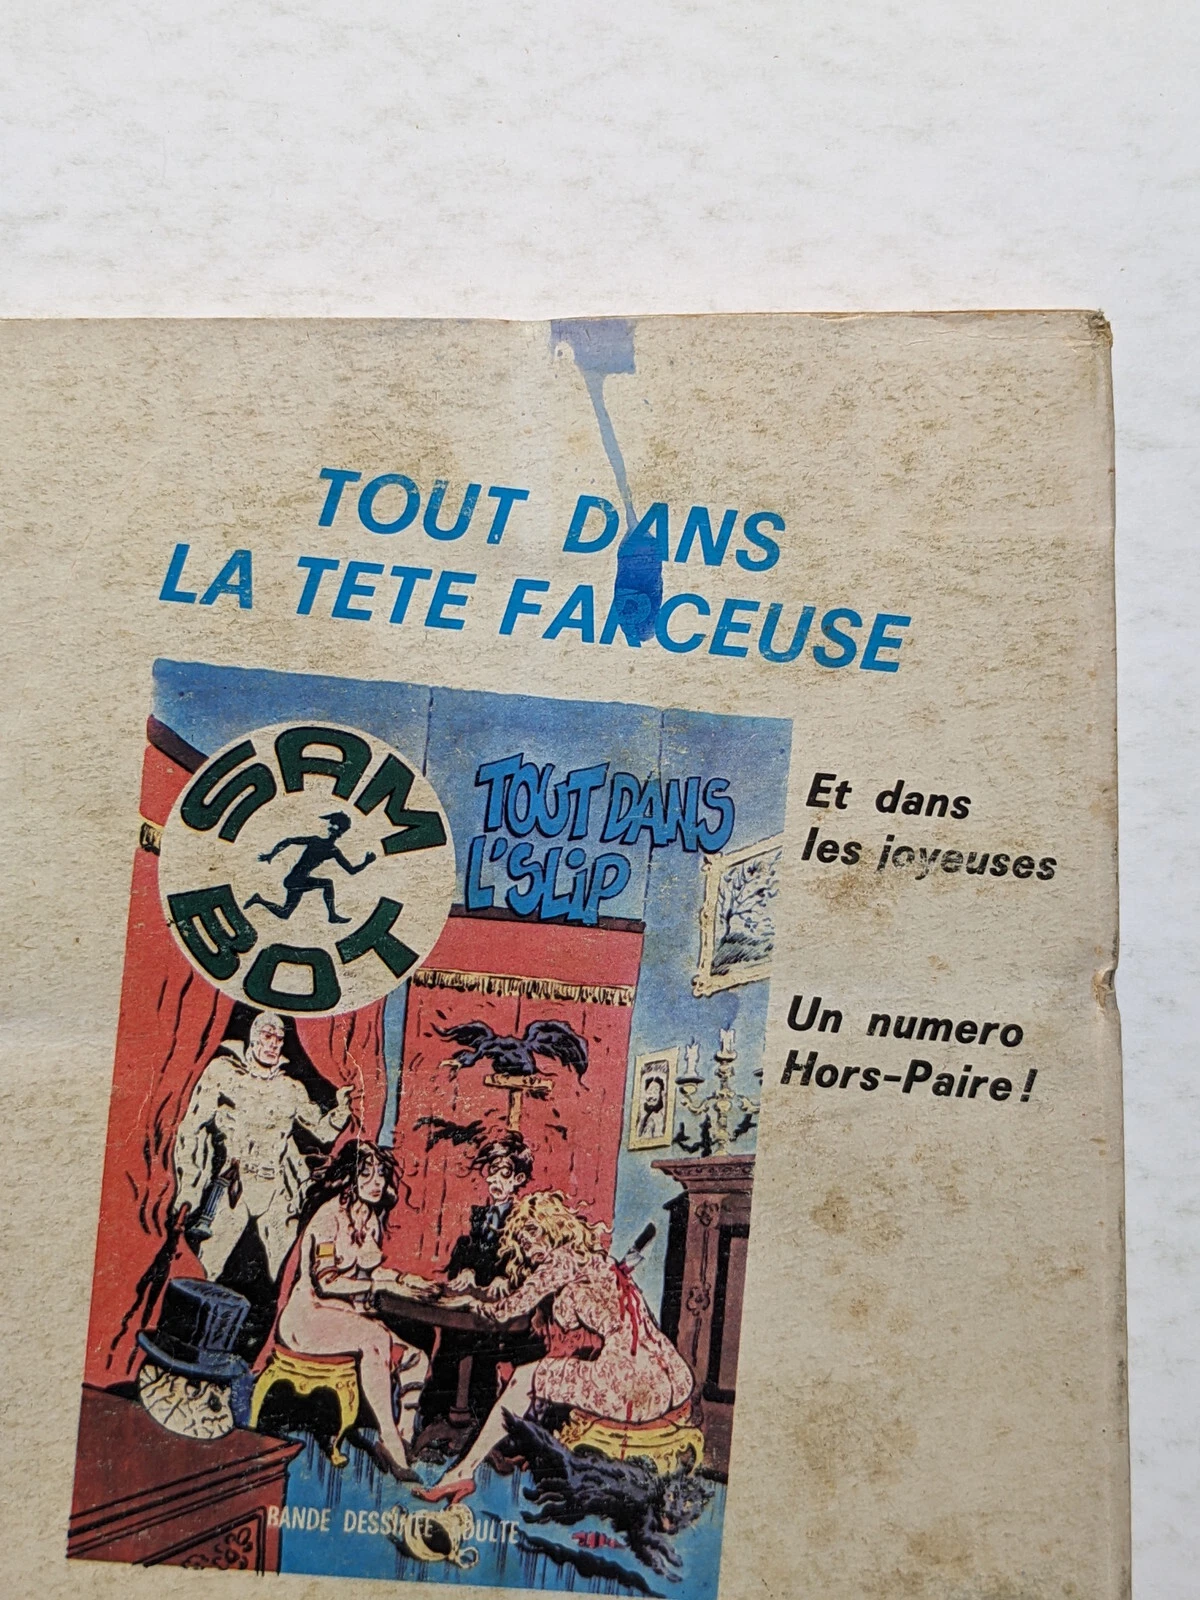 TOUT DANS
LA TETE FARCEUSE
SAM
BOY
TOUT DANS
L'SLIP
Et dans
les joyeuses
Un numero
Hors-Paire!
BANDE DESSINEE ADULTE